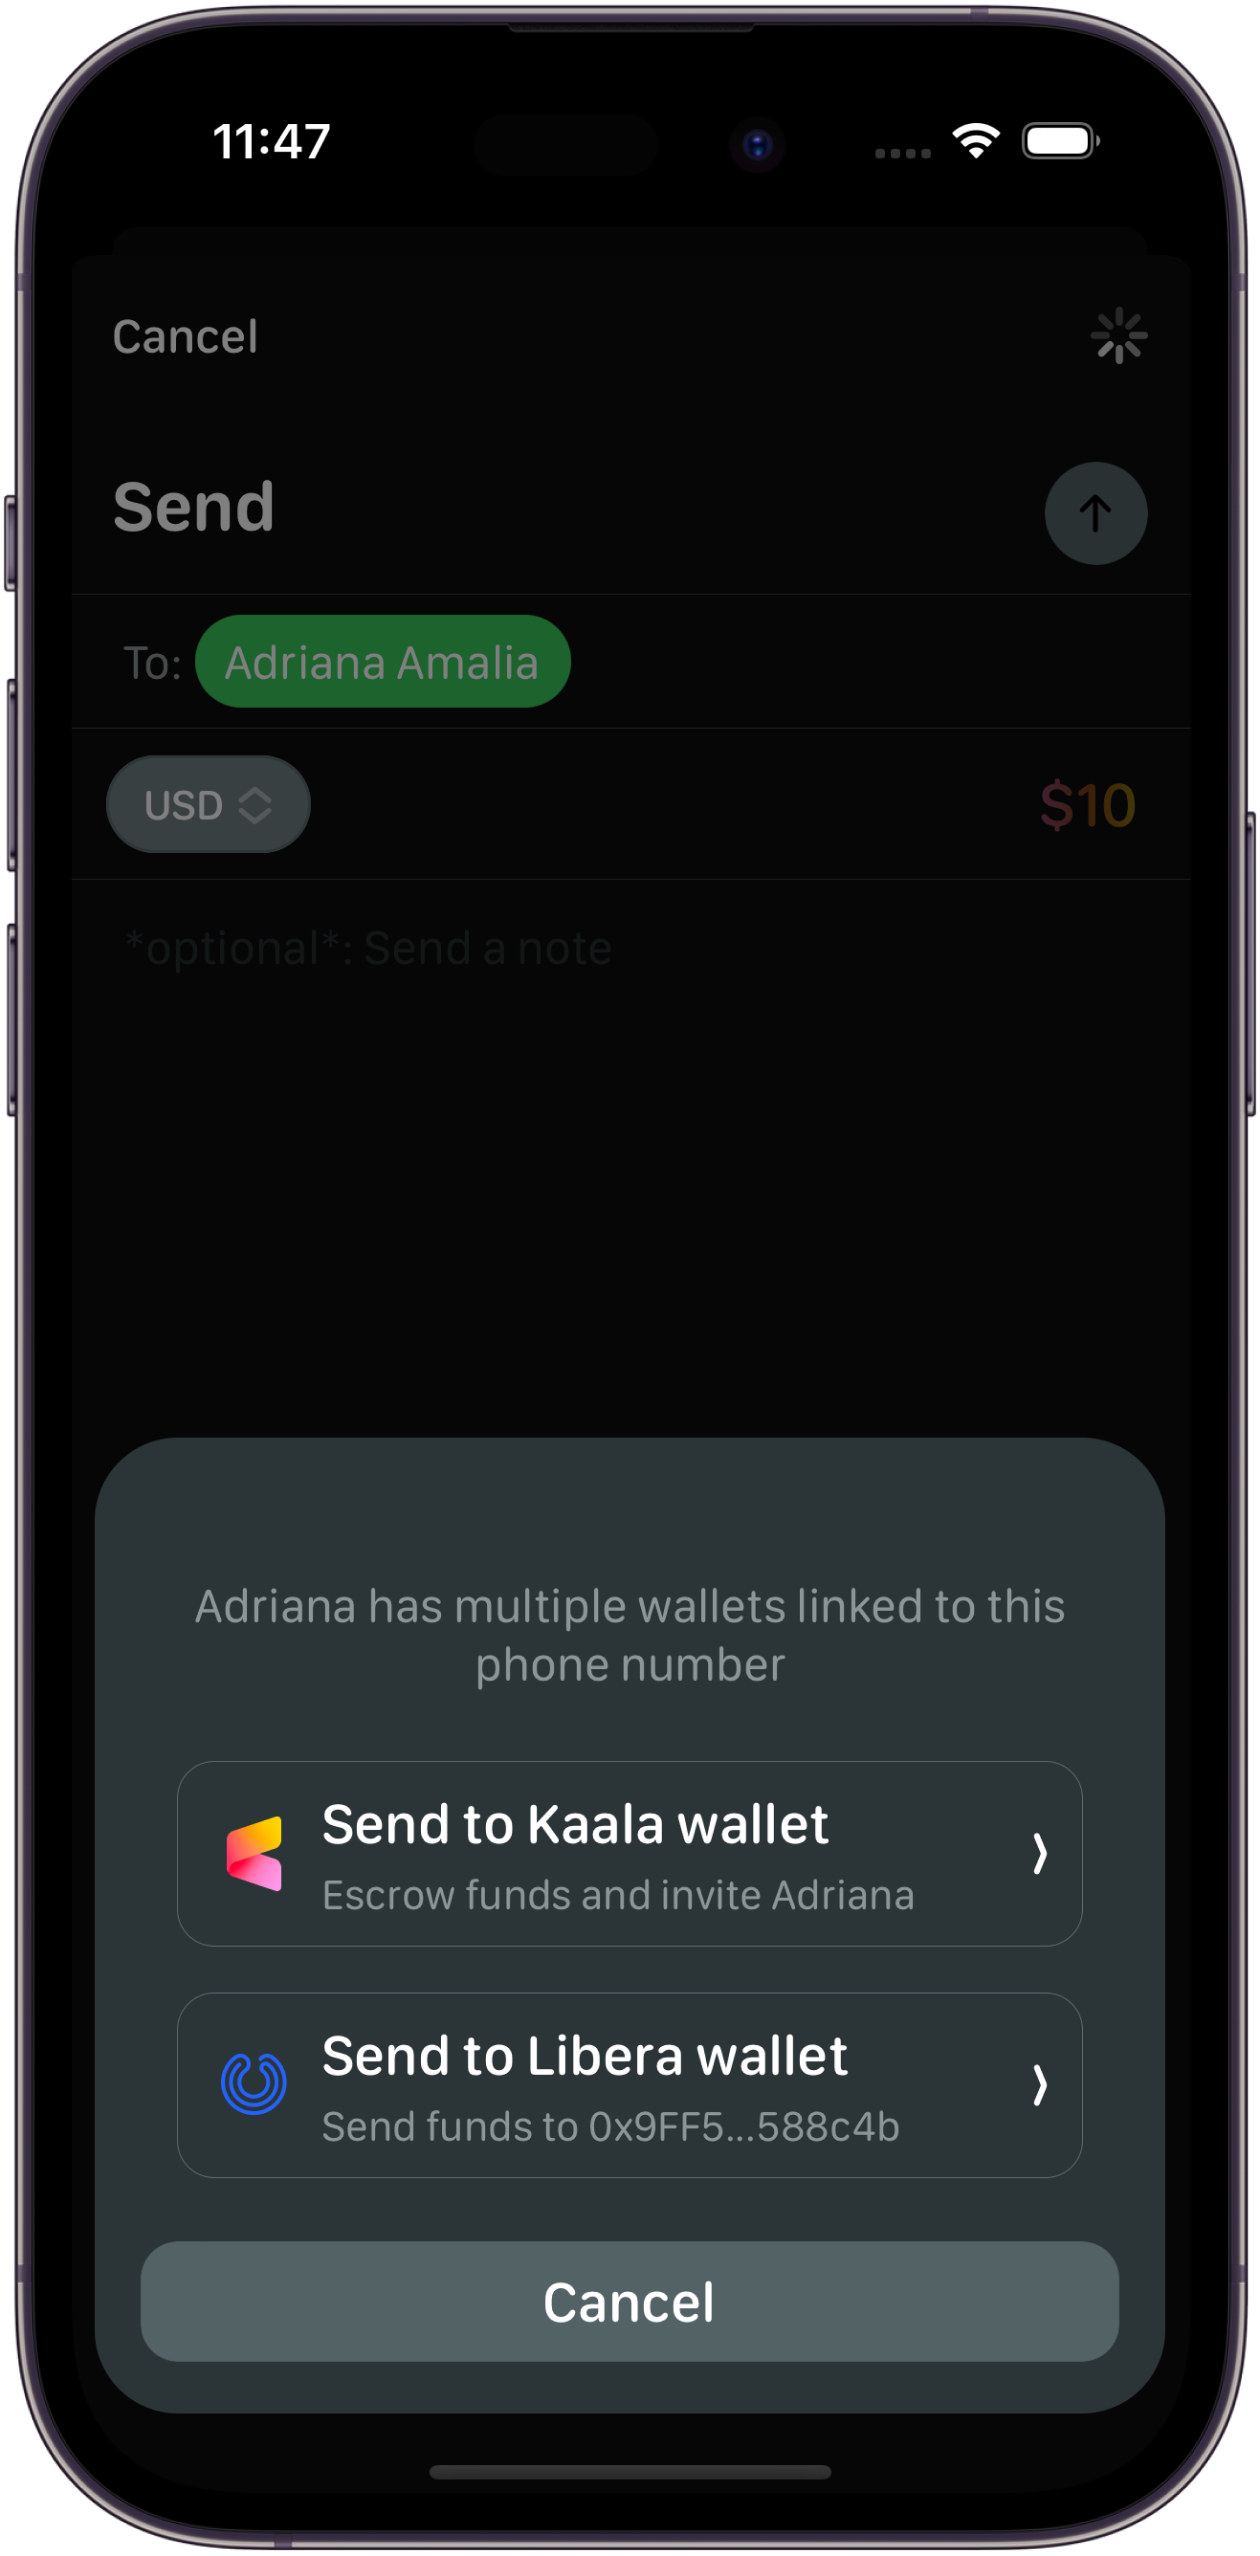 11:47
Cancel
Send
To: Adriana Amalia
USD $10
*optional*: Send a note
Adriana has multiple wallets linked to this
phone number
Send to Kaala wallet
Escrow funds and invite Adriana
Send to Libera wallet
Send funds to 0x9FF5...588c4b
Cancel